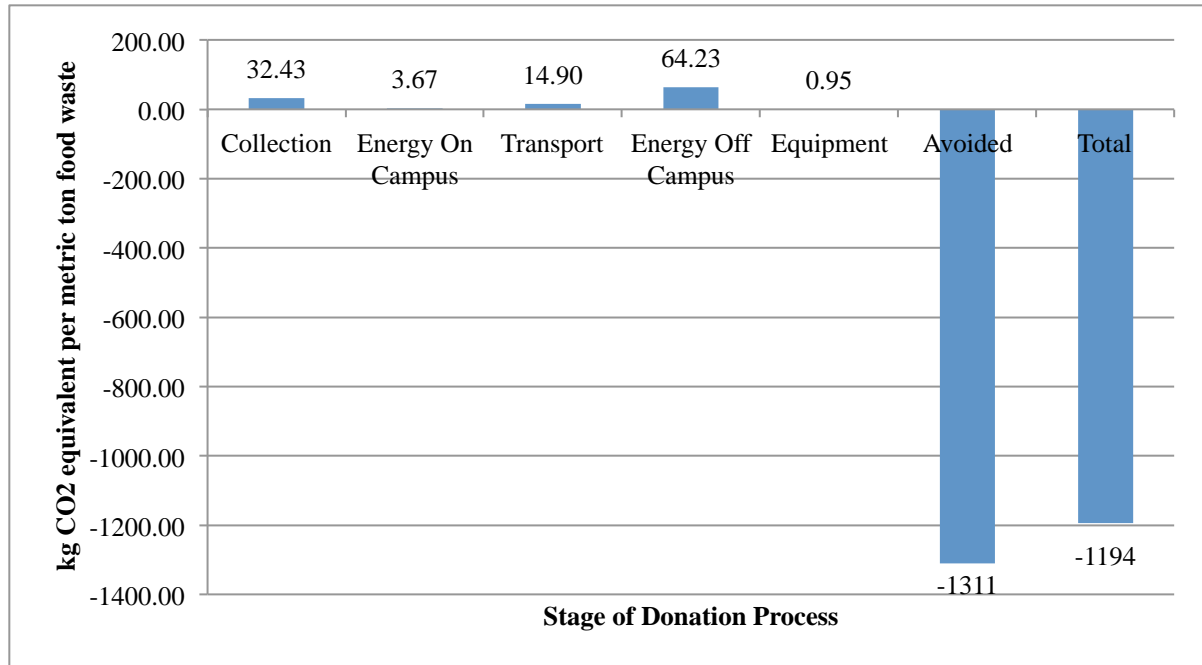 kg CO2 equivalent per metric ton food waste
200.00
0.00
-200.00
-400.00
-600.00
-800.00
-1000.00
-1200.00
-1400.00
32.43
3.67
14.90
64.23
0.95
-1311
-1194
Collection
Energy On
Campus
Transport
Energy Off
Campus
Equipment
Avoided
Total
Stage of Donation Process